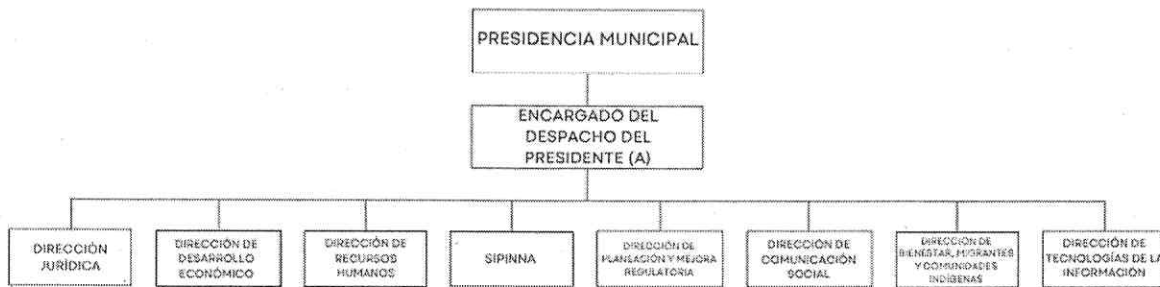 PRESIDENCIA MUNICIPAL
ENCARGADO DEL
DESPACHO DEL
PRESIDENTE (A)
DIRECCIÓN
JURÍDICA
DIRECCIÓN DE
DESARROLLO
ECONÓMICO
DIRECCIÓN DE
RECURSOS
HUMANOS
SIPINNA
DIRECCIÓN DE
PLANEACIÓN Y MEJORA
REGULATORIA
DIRECCIÓN DE
COMUNICACIÓN
SOCIAL
DIRECCIÓN DE
BIENESTAR, MIGRANTES
Y COMUNIDADES
INDÍGENAS
DIRECCIÓN DE
TECNOLOGÍAS DE LA
INFORMACIÓN